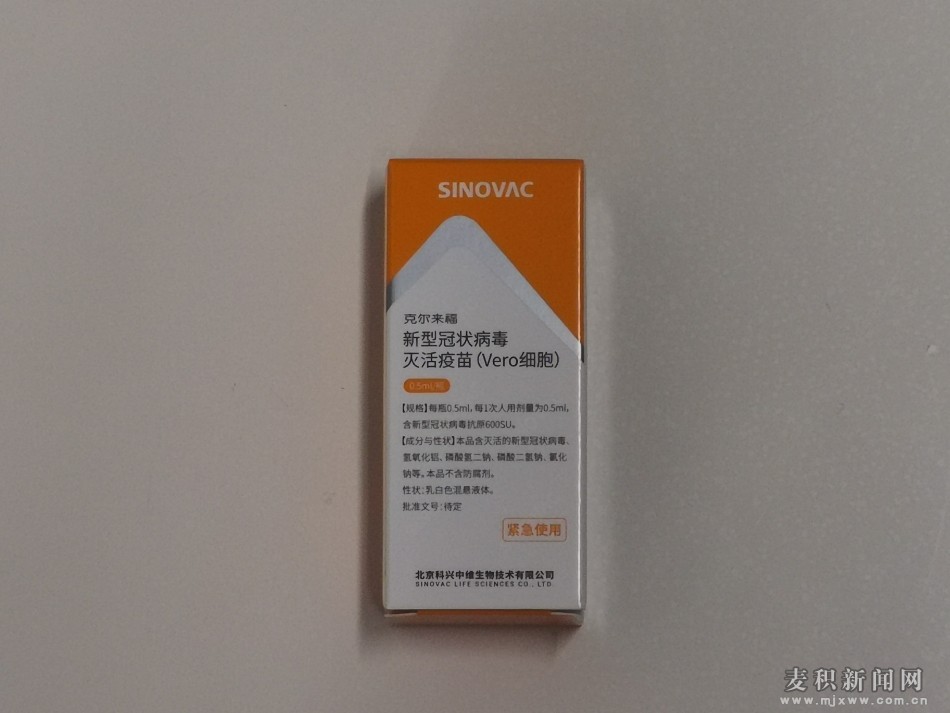 SINOVAC
克尔来福
新型冠状病毒
灭活疫苗(Vero细胞)
0.5ml/瓶
【规格】每瓶0.5ml,每1次人用剂量为0.5ml,
含新型冠状病毒抗原600SU。
【成分与性状】本品含灭活的新型冠状病毒、
氢氧化铝、磷酸氢二钠、磷酸二氢钠、氯化
钠等。本品不含防腐剂。
性状:乳白色混悬液体。
批准文号:待定
紧急使用
北京科兴中维生物技术有限公司
SINOVAC LIFE SCIENCES CO., LTD.
麦积新闻网
www.mjxww.com.cn